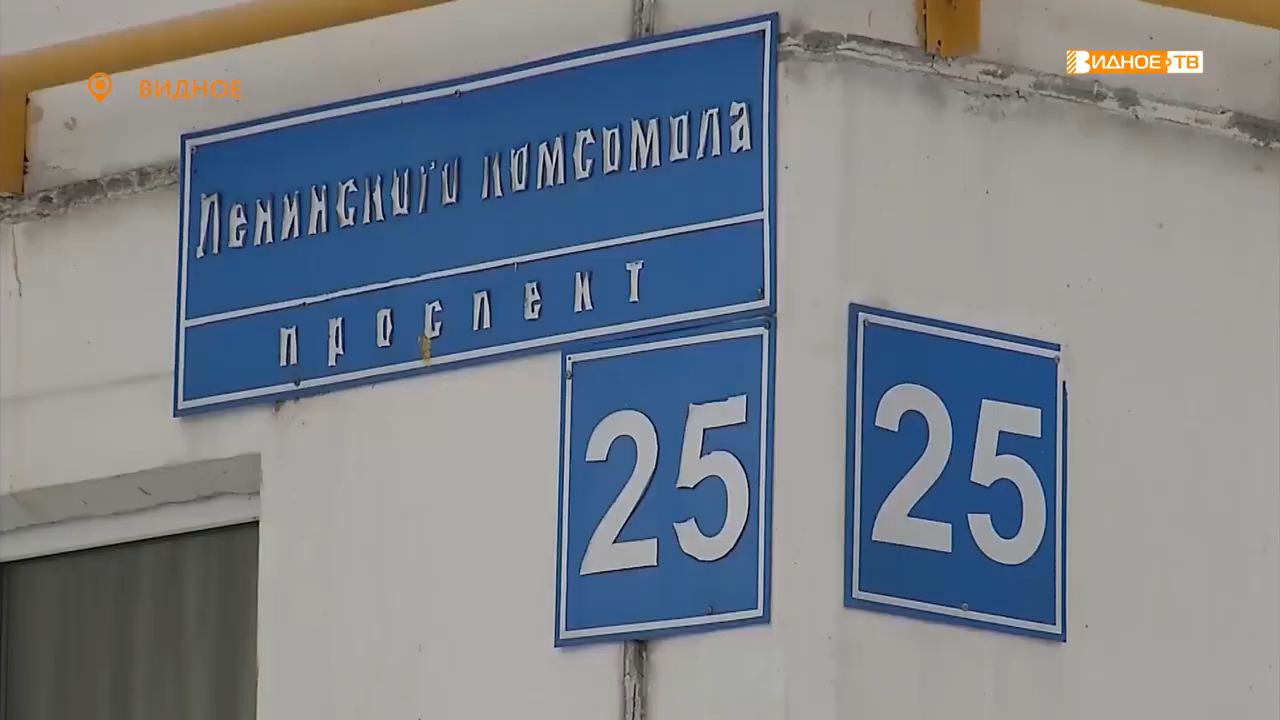 ВИДНОЕ
ВИДНОЕ ТВ
Ленинского комсомола
проспект
25
25